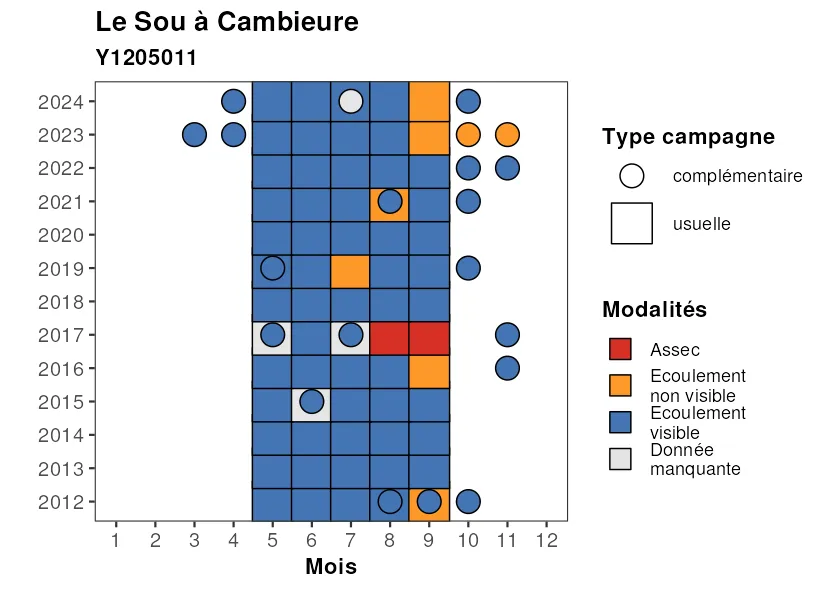 Le Sou à Cambieure
Y1205011
2024
2023
2022
2021
2020
2019
2018
2017
2016
2015
2014
2013
2012
1 2 3 4 5 6 7 8 9 10 11 12
Mois
Type campagne
complémentaire
usuelle
Modalités
Assec
Ecoulement
non visible
Ecoulement
visible
Donnée
manquante